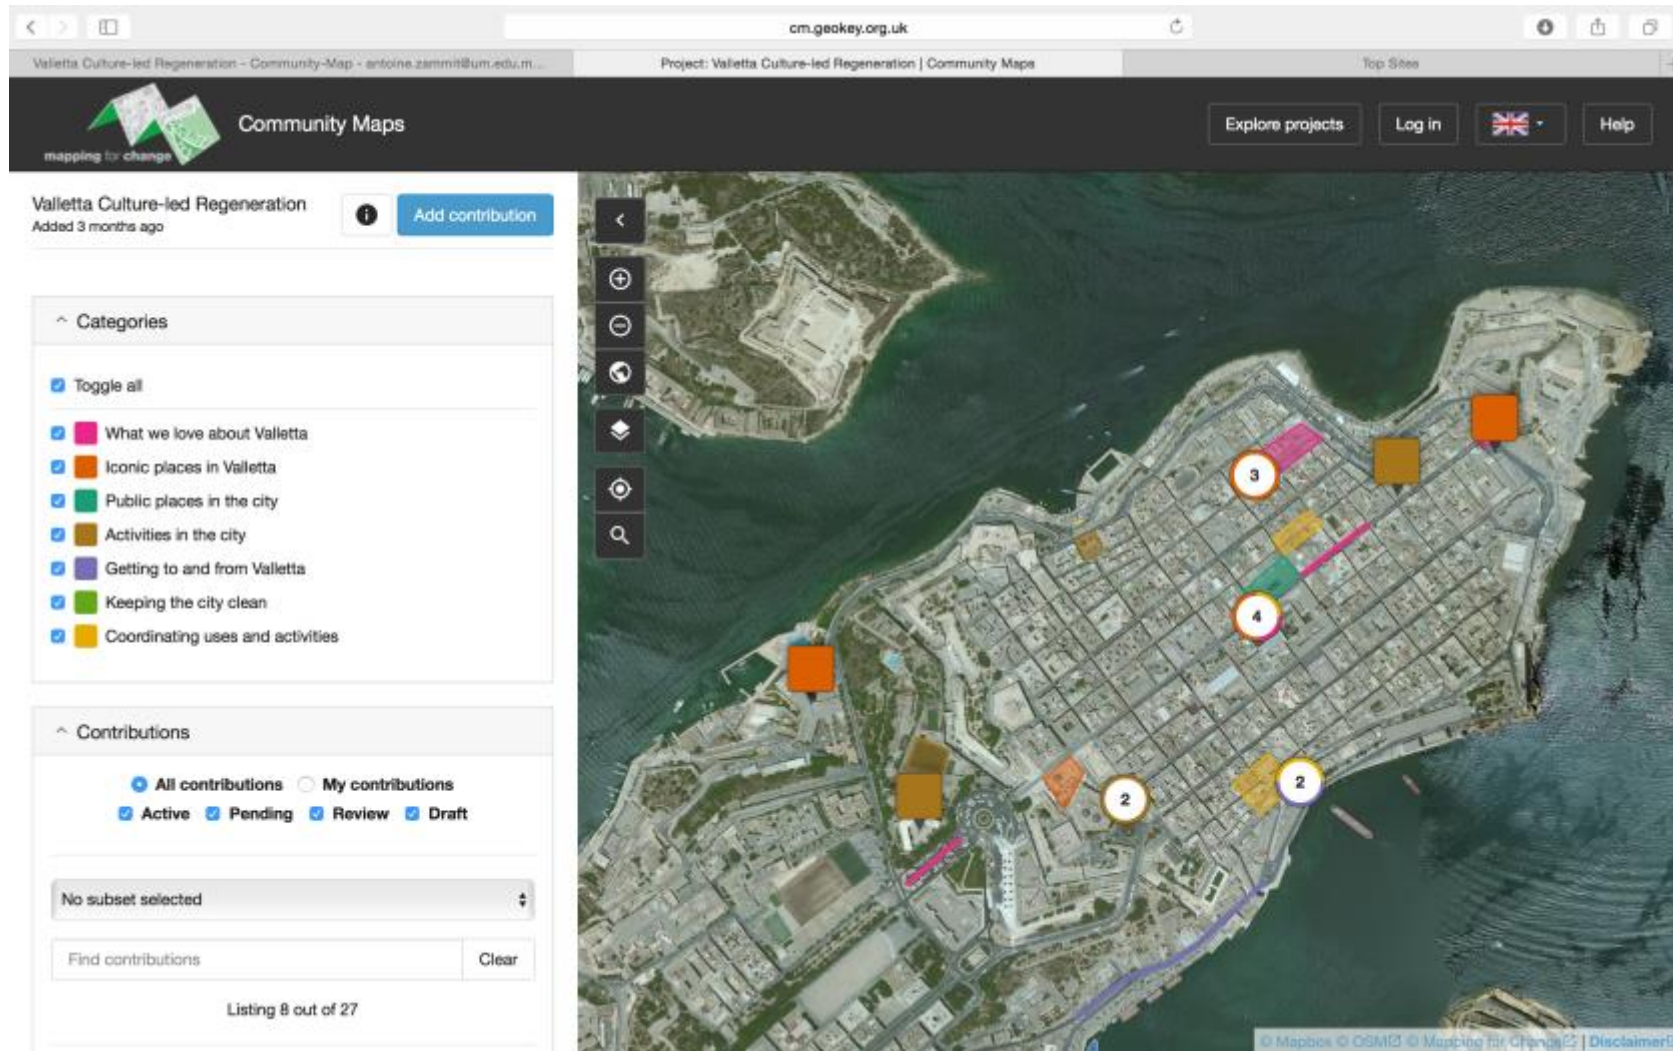 cm.geokey.org.uk
Valletta Culture-led Regeneration - Community-Map - antoine.zammit@um.edu.m...
Project: Valletta Culture-led Regeneration | Community Maps
Top Sites
mapping for change
Community Maps
Explore projects
Log in
Help
Valletta Culture-led Regeneration
Added 3 months ago
Add contribution
Categories
Toggle all
What we love about Valletta
Iconic places in Valletta
Public places in the city
Activities in the city
Getting to and from Valletta
Keeping the city clean
Coordinating uses and activities
Contributions
All contributions
My contributions
Active
Pending
Review
Draft
No subset selected
Find contributions
Clear
Listing 8 out of 27
3
4
2
2
© Mapbox © OSM © Mapping for Change | Disclaimer